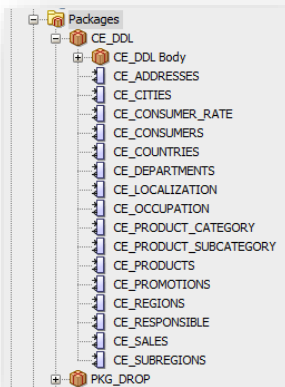 Packages
CE_DDL
CE_DDL Body
CE_ADDRESSES
CE_CITIES
CE_CONSUMER_RATE
CE_CONSUMERS
CE_COUNTRIES
CE_DEPARTMENTS
CE_LOCALIZATION
CE_OCCUPATION
CE_PRODUCT_CATEGORY
CE_PRODUCT_SUBCATEGORY
CE_PRODUCTS
CE_PROMOTIONS
CE_REGIONS
CE_RESPONSIBLE
CE_SALES
CE_SUBREGIONS
PKG_DROP